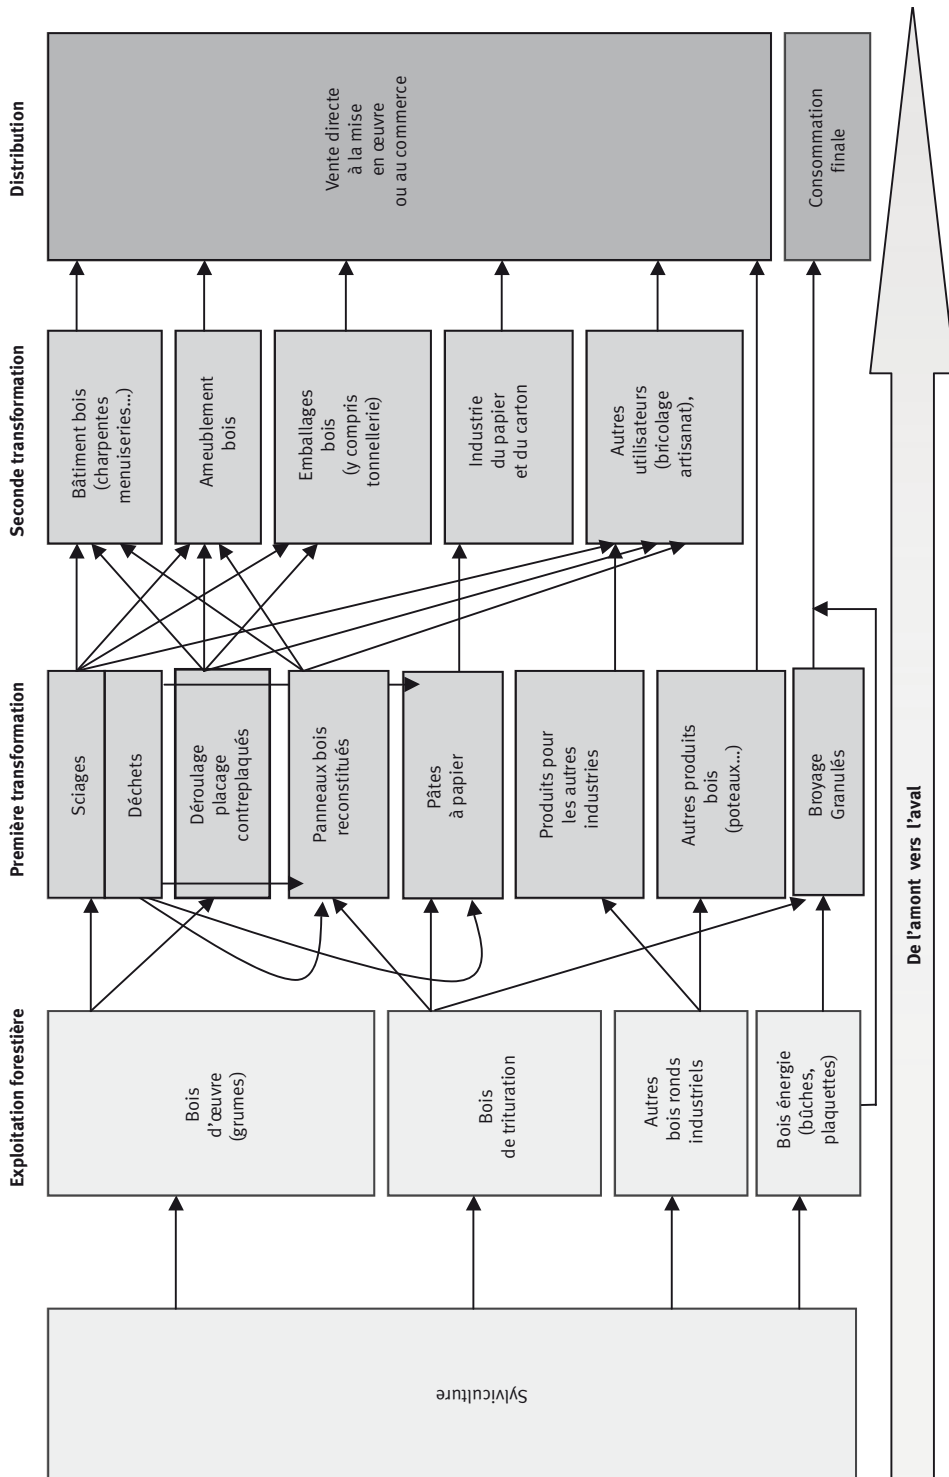 Exploitation forestière
Première transformation
Seconde transformation
Distribution
Sylviculture
Bois
d'œuvre
(grumes)
Bois
de trituration
Autres
bois ronds
industriels
Bois énergie
(bûches,
plaquettes)
Sciages
Déchets
Déroulage
placage
contreplaqués
Panneaux bois
reconstitués
Pâtes
à papier
Produits pour
les autres
industries
Autres produits
bois
(poteaux...)
Broyage
Granulés
Bâtiment bois
(charpentes
menuiseries...)
Ameublement
bois
Emballages
bois
(y compris
tonnellerie)
Industrie
du papier
et du carton
Autres
utilisateurs
(bricolage
artisanat),
Vente directe
à la mise
en œuvre
ou au commerce
Consommation
finale
De l'amont vers l'aval